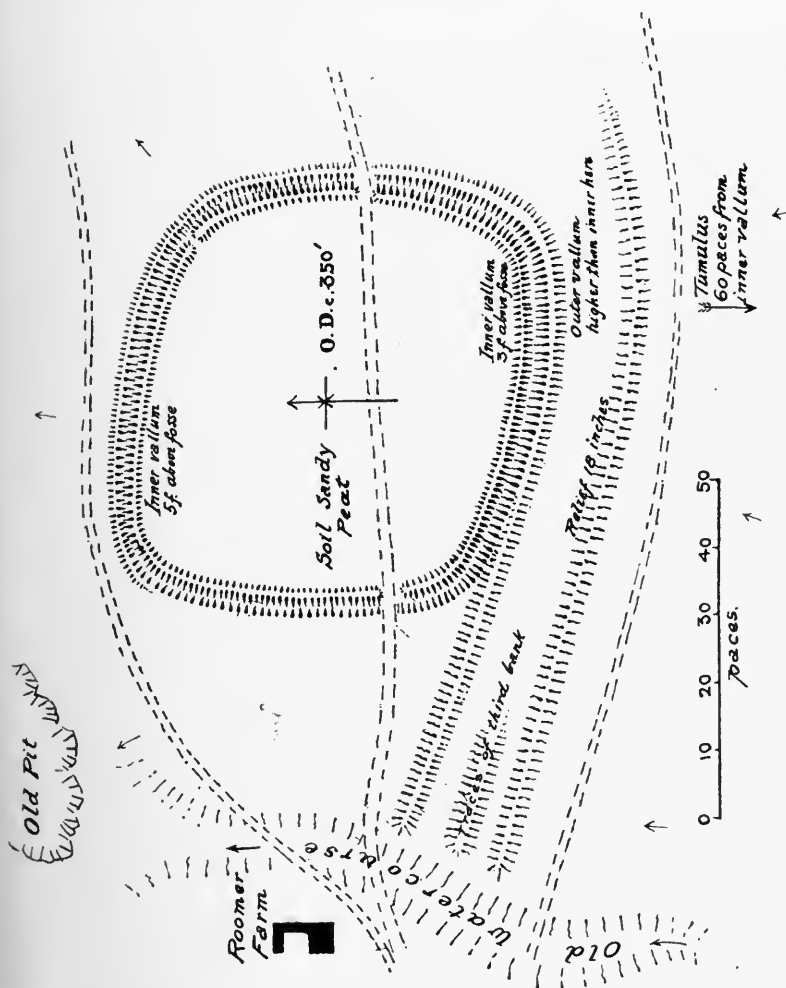 Old Pit
Roomer
Farm
Old Watercourse
Inner vallum
5f. above fosse
Soil Sandy
Peat
O.D.c.350′
Inner vallum
3f. above fosse
Outer vallum
higher than inner here
Relief 18 inches
Traces of third bank
Tumulus
60 paces from
inner vallum
0 10 20 30 40 50
paces.